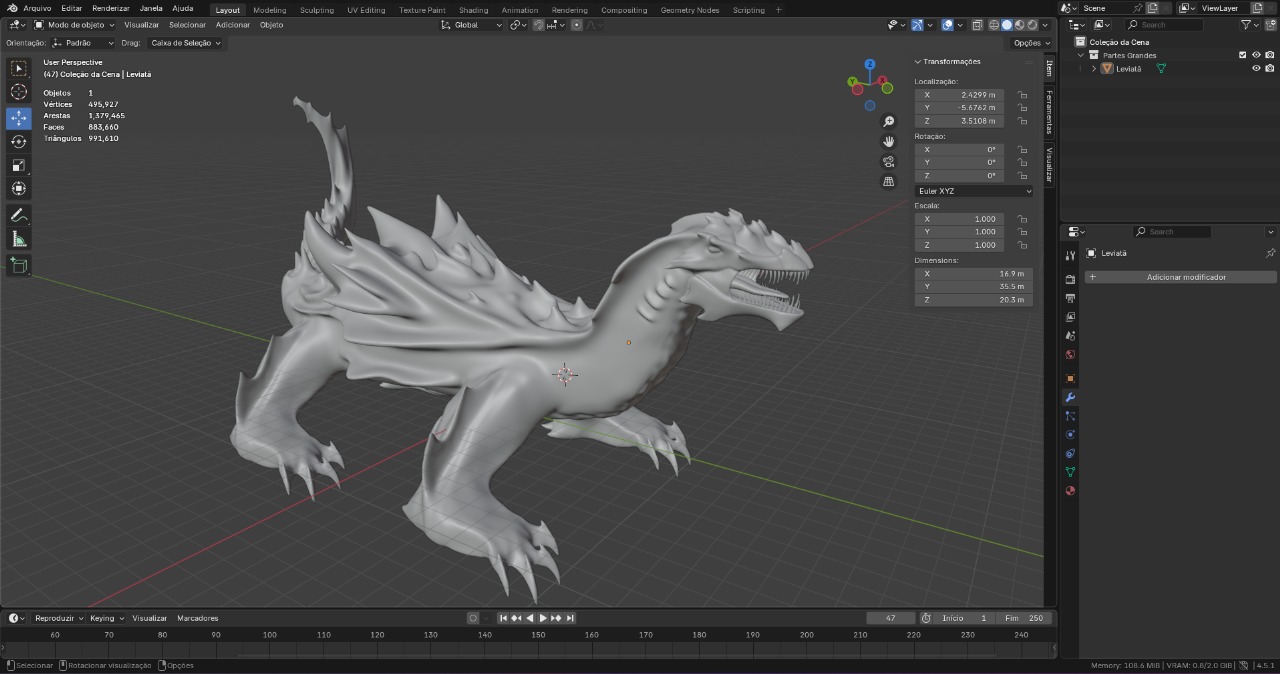 Arquivo Editar Renderizar Janela Ajuda Layout Modeling Sculpting UV Editing Texture Paint Shading Animation Rendering Compositing Geometry Nodes Scripting + Scene ViewLayer
Modo de objeto Visualizar Selecionar Adicionar Objeto Global Search
Orientação: Padrão Drag: Caixa de Seleção Opções
Coleção da Cena
Partes Grandes
Leviatã
User Perspective
(47) Coleção da Cena | Leviatã
Objetos 1
Vértices 495,927
Arestas 1,379,465
Faces 883,660
Triângulos 991,610
Z
Y
X
Transformações
Localização:
X 2.4299 m
Y -5.6762 m
Z 3.5108 m
Rotação:
X 0°
Y 0°
Z 0°
Euler XYZ
Escala:
X 1.000
Y 1.000
Z 1.000
Dimensions:
X 16.9 m
Y 35.5 m
Z 20.3 m
Item
Ferramentas
Visualizar
Search
Leviatã
+ Adicionar modificador
Reproduzir Keying Visualizar Marcadores 47 Início 1 Fim 250
60 70 80 90 100 110 120 130 140 150 160 170 180 190 200 210 220 230 240
Selecionar Rotacionar visualização Opções Memory: 108.6 MiB | VRAM: 0.8/2.0 GiB | 4.5.1